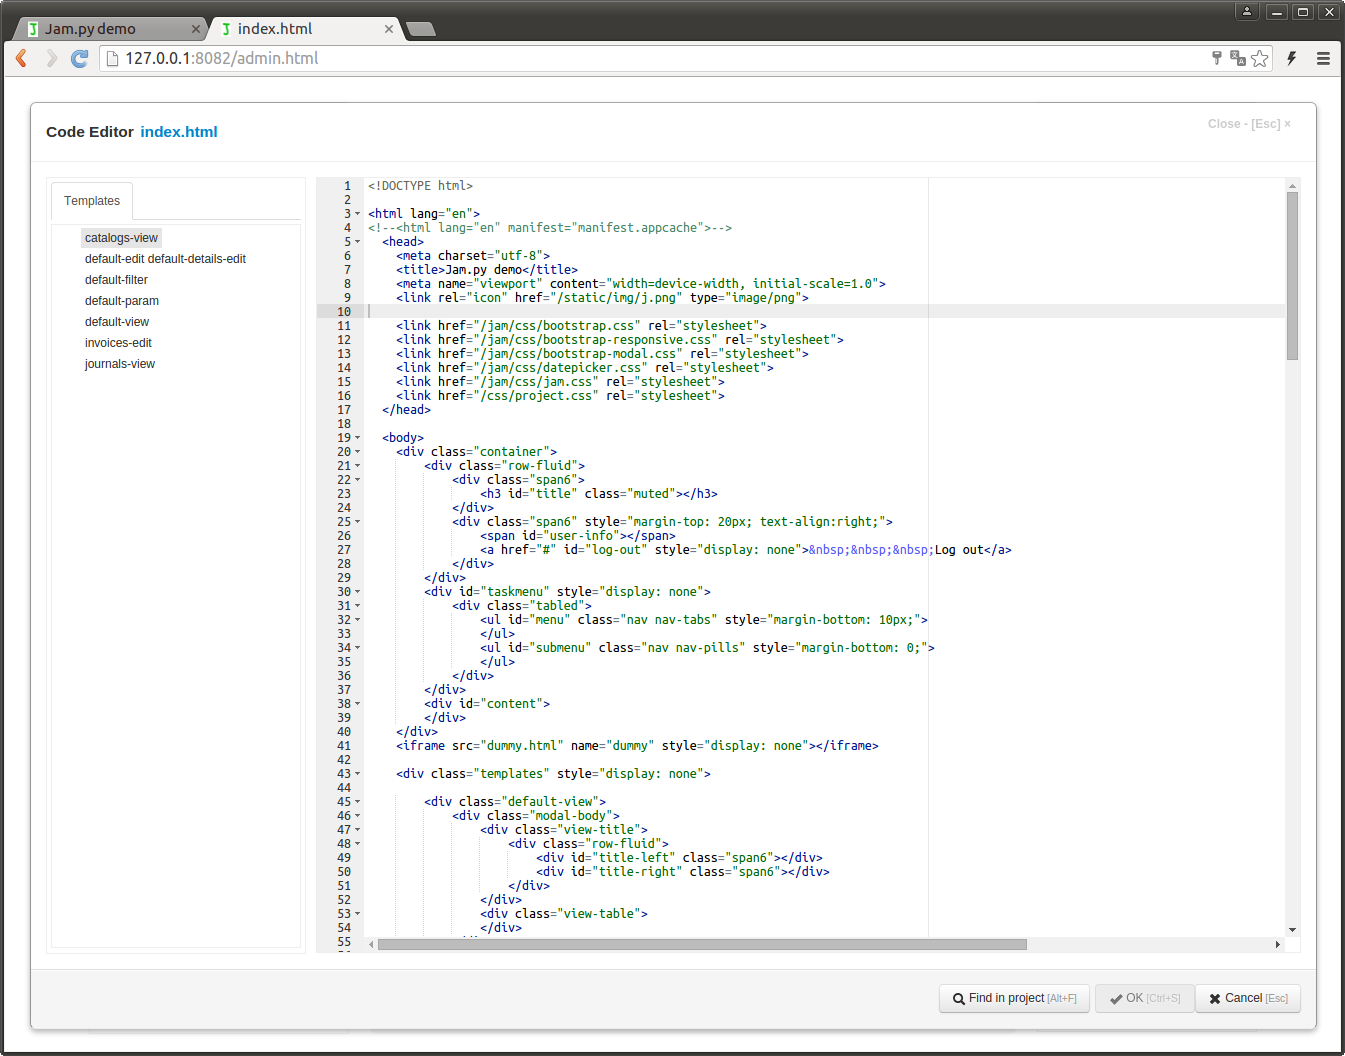 Jam.py demo
index.html
127.0.0.1:8082/admin.html
Code Editor index.html
Close - [Esc] ×
Templates
catalogs-view
default-edit default-details-edit
default-filter
default-param
default-view
invoices-edit
journals-view
1 <!DOCTYPE html>
2
3 <html lang="en">
4 <!--<html lang="en" manifest="manifest.appcache">-->
5 <head>
6 <meta charset="utf-8">
7 <title>Jam.py demo</title>
8 <meta name="viewport" content="width=device-width, initial-scale=1.0">
9 <link rel="icon" href="/static/img/j.png" type="image/png">
10
11 <link href="/jam/css/bootstrap.css" rel="stylesheet">
12 <link href="/jam/css/bootstrap-responsive.css" rel="stylesheet">
13 <link href="/jam/css/bootstrap-modal.css" rel="stylesheet">
14 <link href="/jam/css/datepicker.css" rel="stylesheet">
15 <link href="/jam/css/jam.css" rel="stylesheet">
16 <link href="/css/project.css" rel="stylesheet">
17 </head>
18
19 <body>
20 <div class="container">
21 <div class="row-fluid">
22 <div class="span6">
23 <h3 id="title" class="muted"></h3>
24 </div>
25 <div class="span6" style="margin-top: 20px; text-align:right;">
26 <span id="user-info"></span>
27 <a href="#" id="log-out" style="display: none">&nbsp;&nbsp;&nbsp;Log out</a>
28 </div>
29 </div>
30 <div id="taskmenu" style="display: none">
31 <div class="tabled">
32 <ul id="menu" class="nav nav-tabs" style="margin-bottom: 10px;">
33 </ul>
34 <ul id="submenu" class="nav nav-pills" style="margin-bottom: 0;">
35 </ul>
36 </div>
37 </div>
38 <div id="content">
39 </div>
40 </div>
41 <iframe src="dummy.html" name="dummy" style="display: none"></iframe>
42
43 <div class="templates" style="display: none">
44
45 <div class="default-view">
46 <div class="modal-body">
47 <div class="view-title">
48 <div class="row-fluid">
49 <div id="title-left" class="span6"></div>
50 <div id="title-right" class="span6"></div>
51 </div>
52 </div>
53 <div class="view-table">
54 </div>
55
Find in project [Alt+F]
OK [Ctrl+S]
Cancel [Esc]